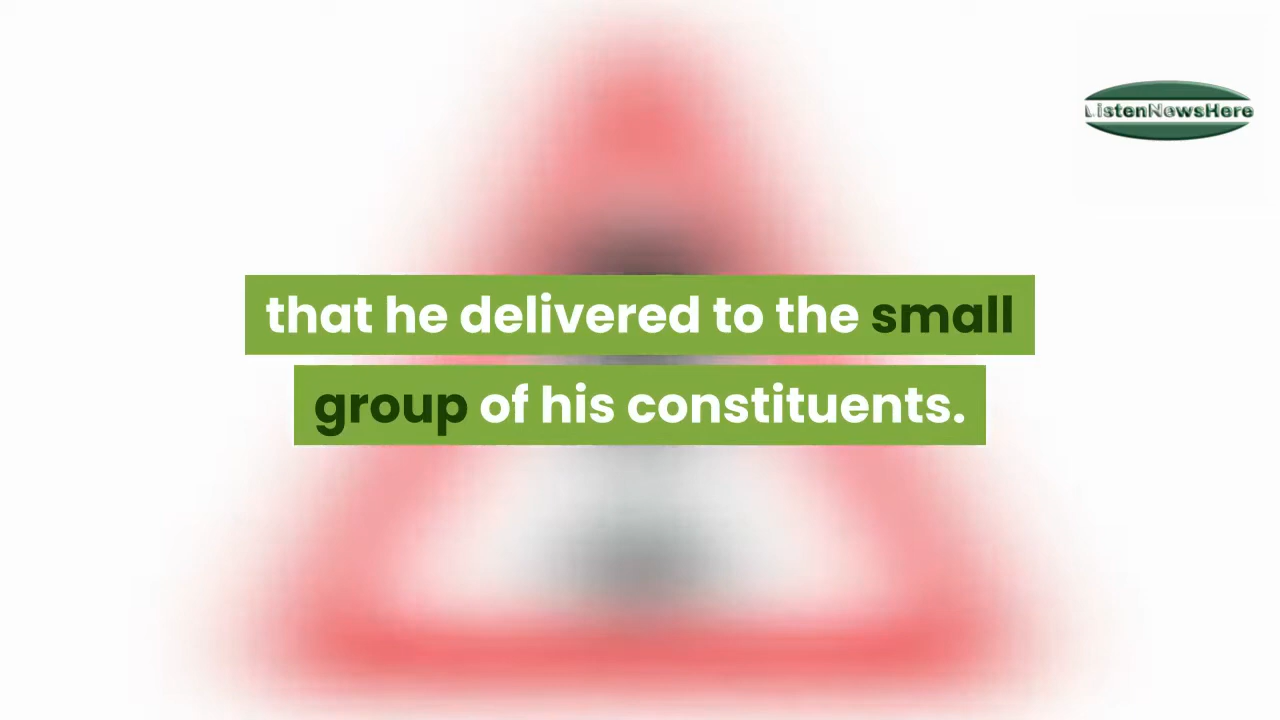 ListenNewsHere
that he delivered to the small
group of his constituents.